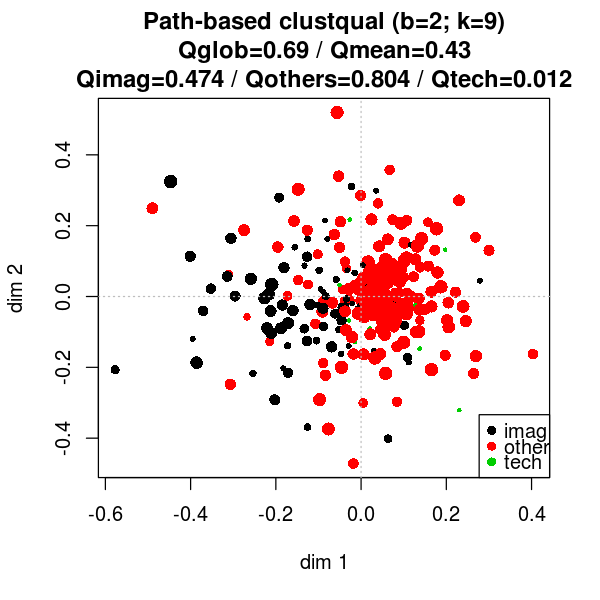 Path-based clustqual (b=2; k=9)
Qglob=0.69 / Qmean=0.43
Qimag=0.474 / Qothers=0.804 / Qtech=0.012
0.4
0.2
0.0
-0.2
-0.4
dim 2
imag
other
tech
-0.6 -0.4 -0.2 0.0 0.2 0.4
dim 1